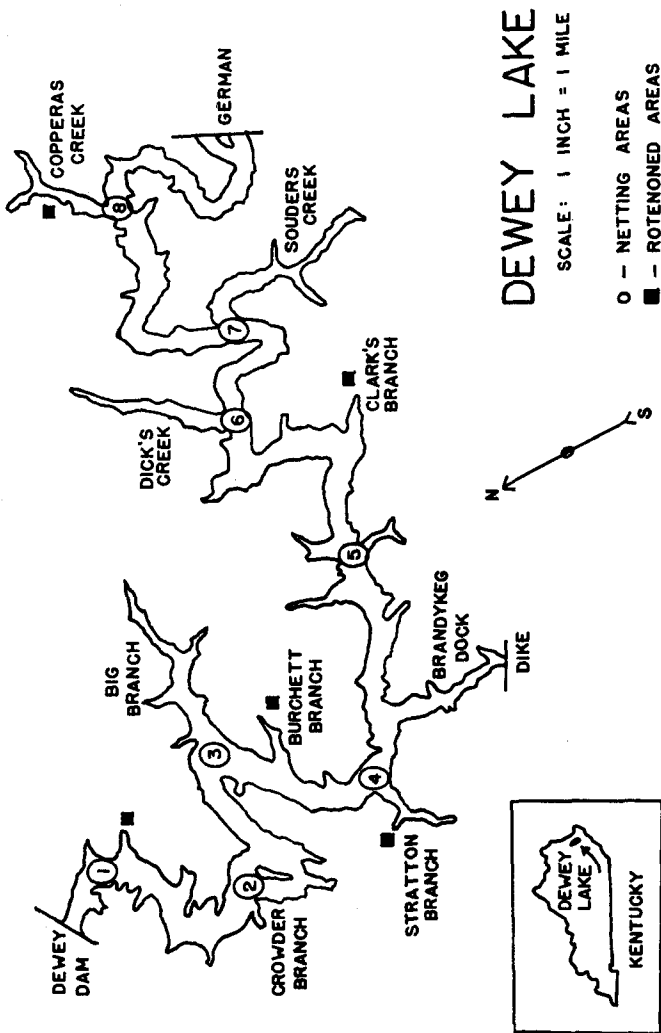 DEWEY LAKE
SCALE: 1 INCH = 1 MILE
O – NETTING AREAS
■ – ROTENONED AREAS
N
S
DEWEY
DAM
1
CROWDER
BRANCH
2
BIG
BRANCH
3
BURCHETT
BRANCH
STRATTON
BRANCH
4
BRANDYKEG
DOCK
DIKE
5
CLARK'S
BRANCH
DICK'S
CREEK
6
7
SOUDERS
CREEK
COPPERAS
CREEK
8
GERMAN
DEWEY
LAKE
KENTUCKY